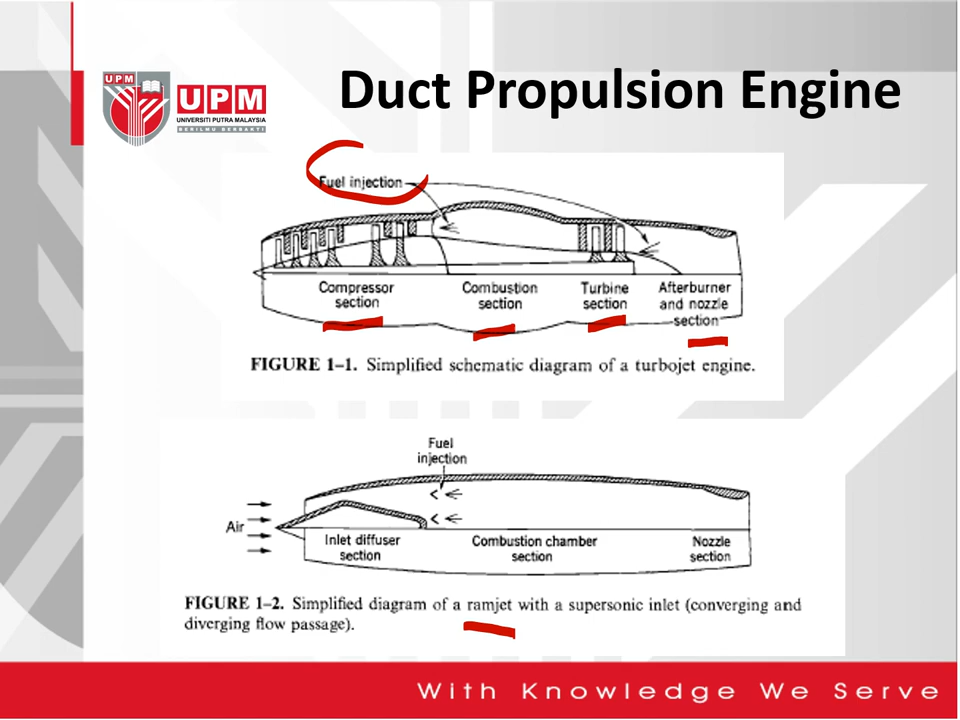 Duct Propulsion Engine
UPM
UPM
UNIVERSITI PUTRA MALAYSIA
BERILMU BERBAKTI
Fuel injection
Compressor
section
Combustion
section
Turbine
section
Afterburner
and nozzle
section
FIGURE 1–1. Simplified schematic diagram of a turbojet engine.
Fuel
injection
Air
Inlet diffuser
section
Combustion chamber
section
Nozzle
section
FIGURE 1–2. Simplified diagram of a ramjet with a supersonic inlet (converging and
diverging flow passage).
With Knowledge We Serve